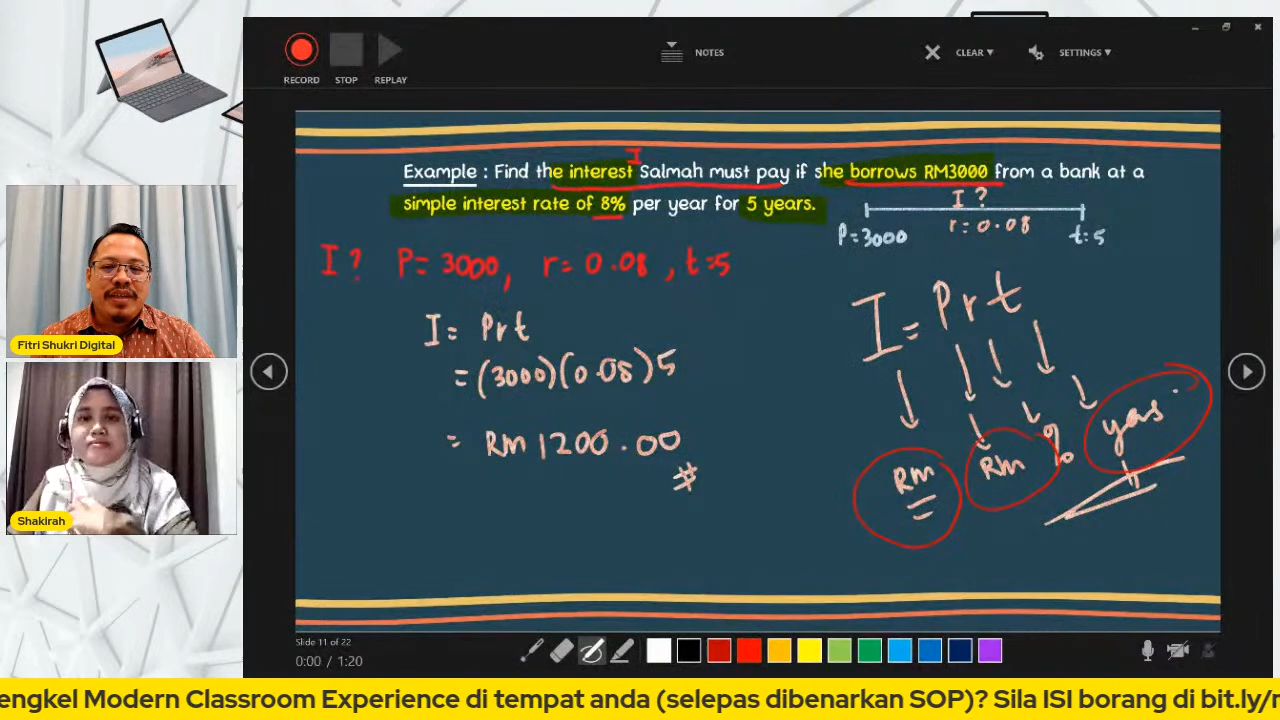 RECORD
STOP
REPLAY
NOTES
CLEAR
SETTINGS
Example : Find the interest Salmah must pay if she borrows RM3000 from a bank at a
I
simple interest rate of 8% per year for 5 years.
I ?
P=3000
r=0.08
t=5
I ? P= 3000, r= 0.08, t=5
I= Prt
=(3000)(0.08)5
= RM 1200.00
#
I= Prt
RM
RM
%
Fitri Shukri Digital
Shakirah
Slide 11 of 22
0:00 / 1:20
engkel Modern Classroom Experience di tempat anda (selepas dibenarkan SOP)? Sila ISI borang di bit.ly/